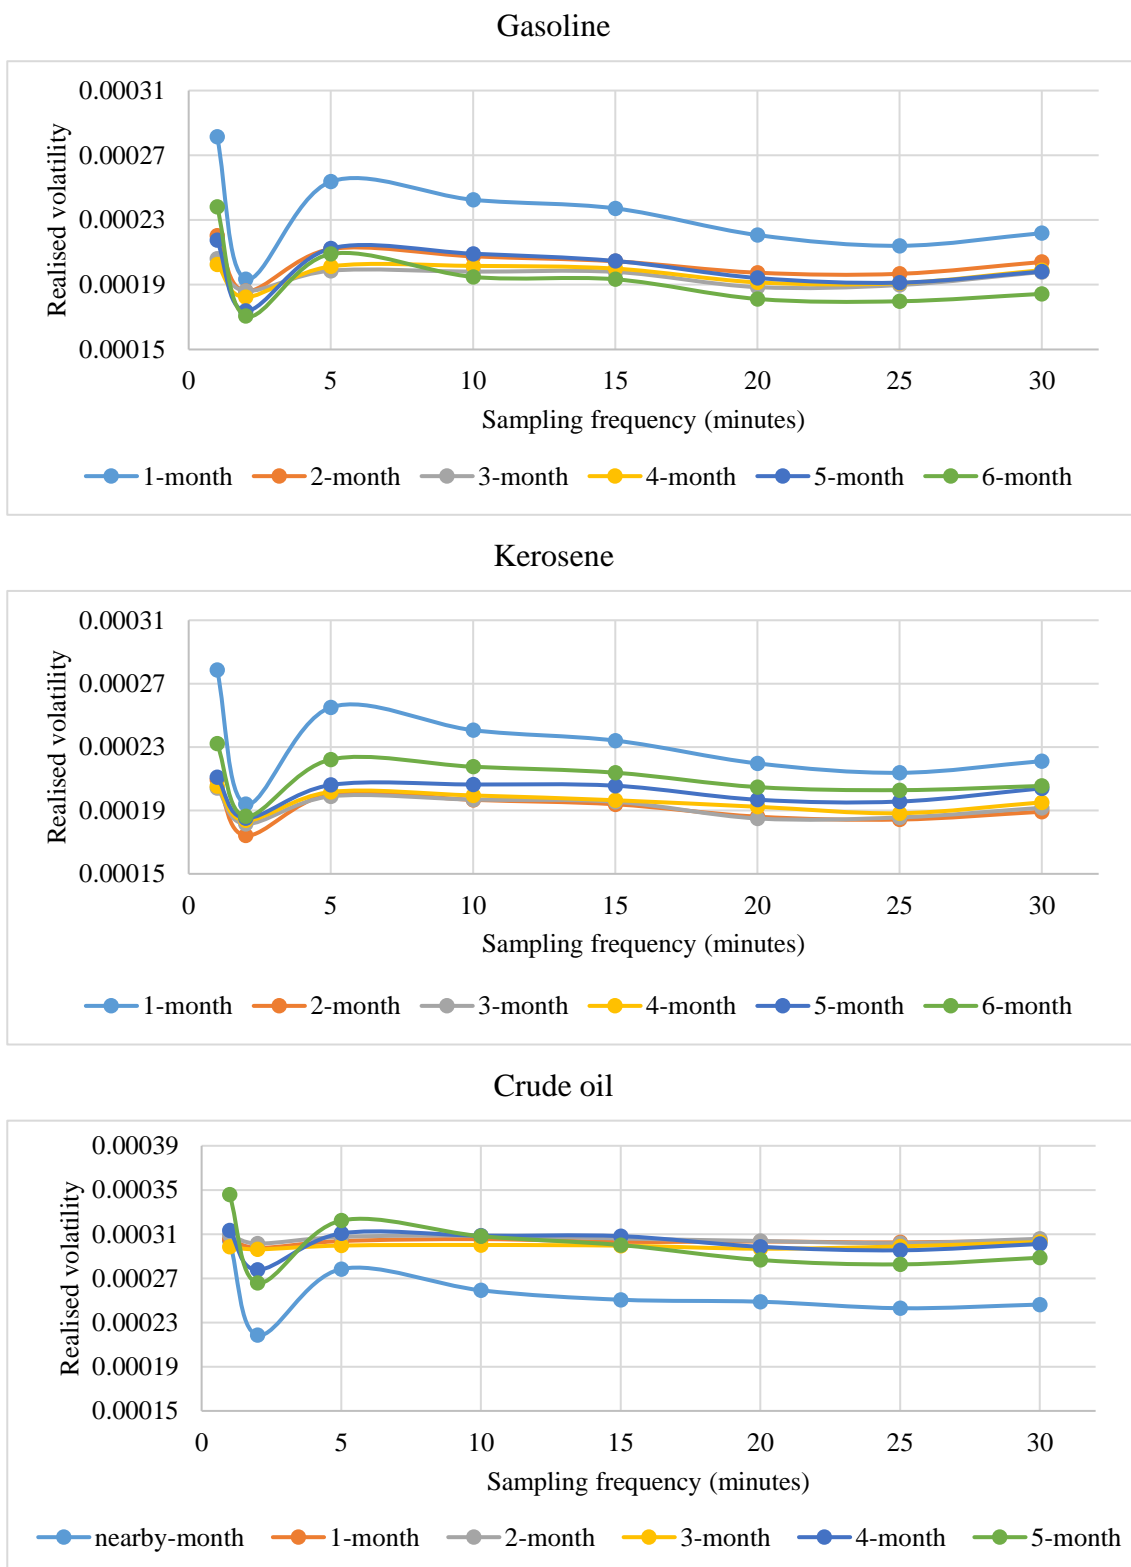 Gasoline
0.00031
0.00027
0.00023
0.00019
0.00015
Realised volatility
0 5 10 15 20 25 30
Sampling frequency (minutes)
1-month 2-month 3-month 4-month 5-month 6-month
Kerosene
0.00031
0.00027
0.00023
0.00019
0.00015
Realised volatility
0 5 10 15 20 25 30
Sampling frequency (minutes)
1-month 2-month 3-month 4-month 5-month 6-month
Crude oil
0.00039
0.00035
0.00031
0.00027
0.00023
0.00019
0.00015
Realised volatility
0 5 10 15 20 25 30
Sampling frequency (minutes)
nearby-month 1-month 2-month 3-month 4-month 5-month